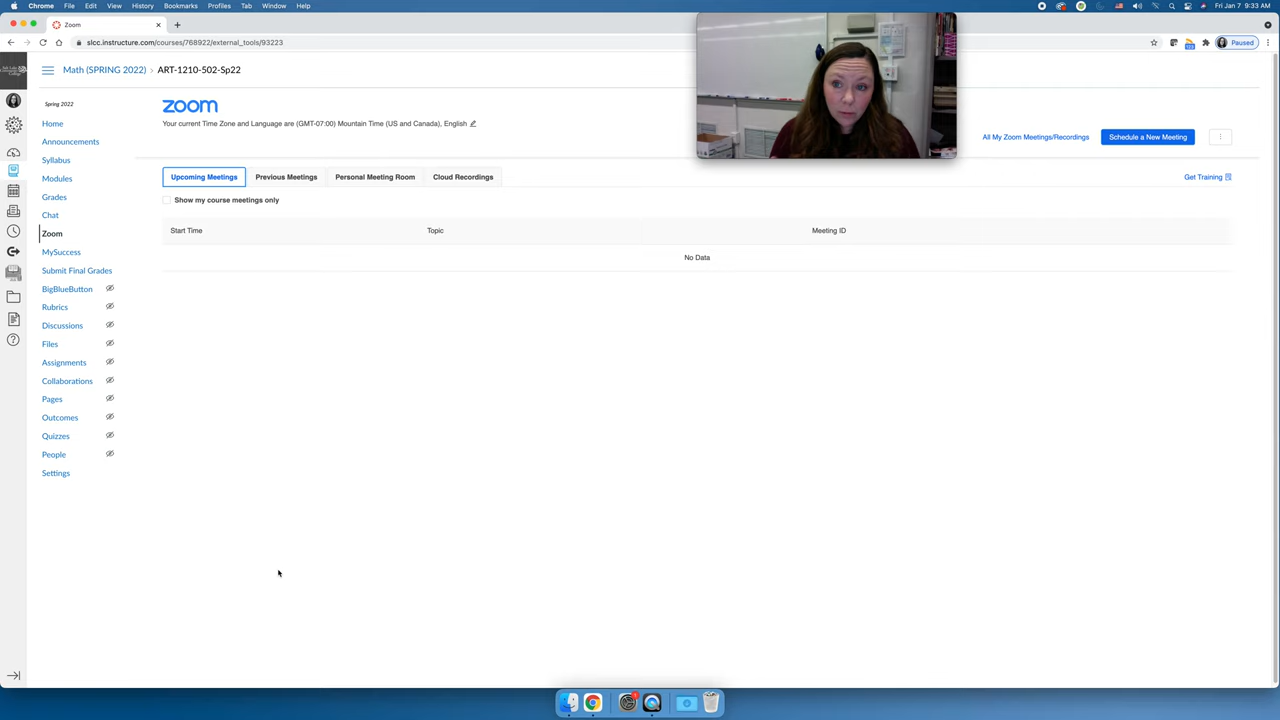 Chrome File Edit View History Bookmarks Profiles Tab Window Help Fri Jan 7 9:33 AM
Zoom
slcc.instructure.com/courses/768922/external_tools/93223 Paused
Math (SPRING 2022) › ART-1210-502-Sp22
Spring 2022
Home
Announcements
Syllabus
Modules
Grades
Chat
Zoom
MySuccess
Submit Final Grades
BigBlueButton
Rubrics
Discussions
Files
Assignments
Collaborations
Pages
Outcomes
Quizzes
People
Settings
zoom
Your current Time Zone and Language are (GMT-07:00) Mountain Time (US and Canada), English
All My Zoom Meetings/Recordings Schedule a New Meeting
Upcoming Meetings Previous Meetings Personal Meeting Room Cloud Recordings Get Training
Show my course meetings only
Start Time Topic Meeting ID
No Data